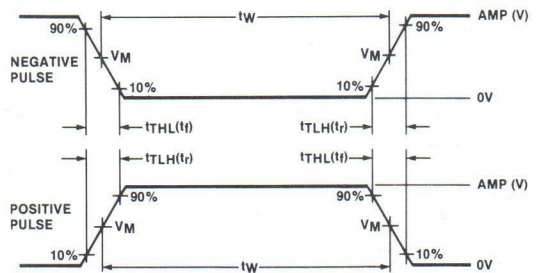 tW
AMP (V)
90%
90%
NEGATIVE
PULSE
VM
VM
10%
10%
0V
tTHL(tf)
tTLH(tr)
tTLH(tr)
tTHL(tf)
90%
90%
AMP (V)
POSITIVE
PULSE
VM
VM
10%
10%
0V
tW